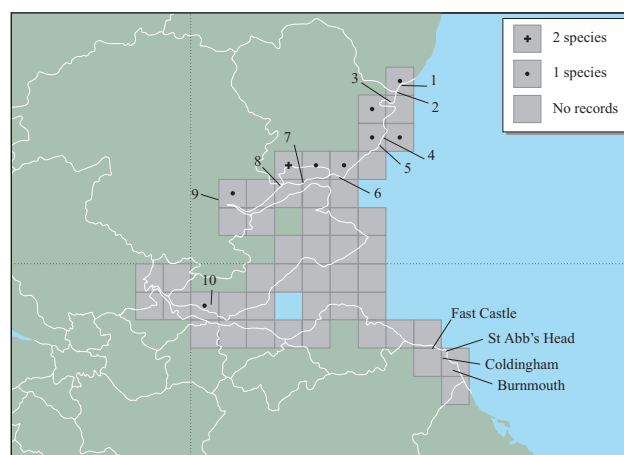 2 species
1 species
No records
1
2
3
4
5
6
7
8
9
10
Fast Castle
St Abb's Head
Coldingham
Burnmouth